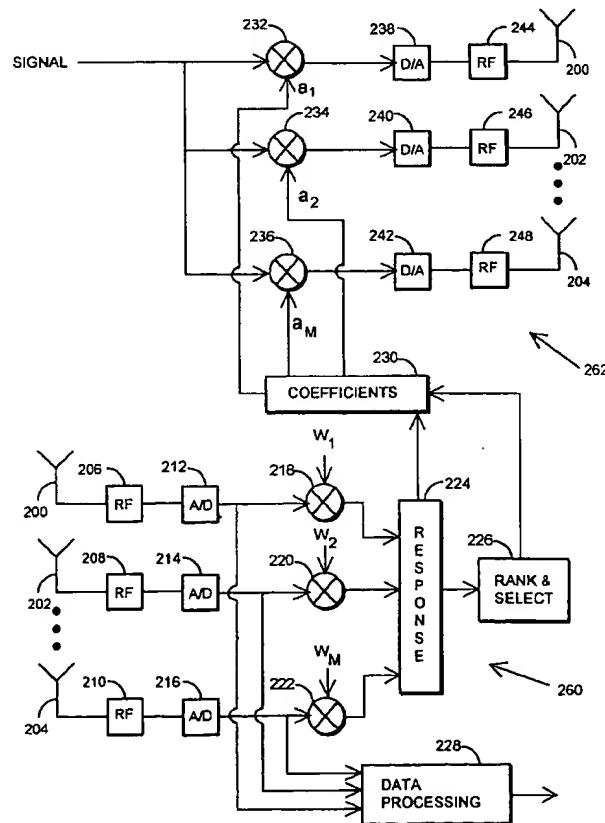 232
238
244
SIGNAL
D/A
RF
200
a1
234
240
246
D/A
RF
202
a2
236
242
248
D/A
RF
204
aM
230
262
COEFFICIENTS
W1
206
212
218
224
RF
A/D
200
W2
226
208
214
220
RESPONSE
RANK &
SELECT
RF
A/D
202
WM
210
216
222
260
RF
A/D
204
228
DATA
PROCESSING